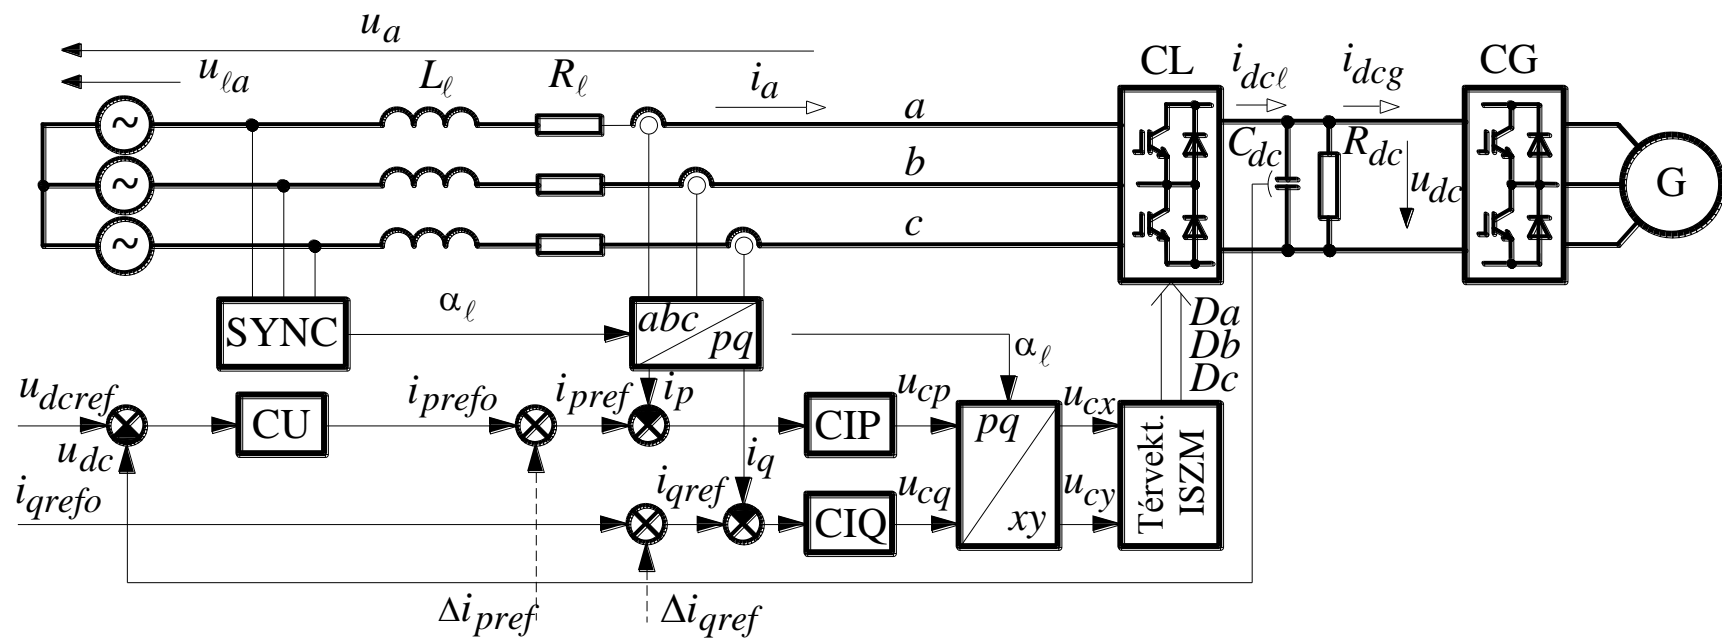 u_a
u_ℓa L_ℓ R_ℓ i_a CL i_dcℓ i_dcg CG
~ a
C_dc R_dc
~ b u_dc G
~ c
SYNC α_ℓ abc pq α_ℓ Da
Db
Dc
u_dcref CU i_prefo i_pref i_p CIP u_cp pq u_cx Térvekt.
ISZM
u_dc
i_qrefo i_qref i_q CIQ u_cq xy u_cy
Δi_pref Δi_qref